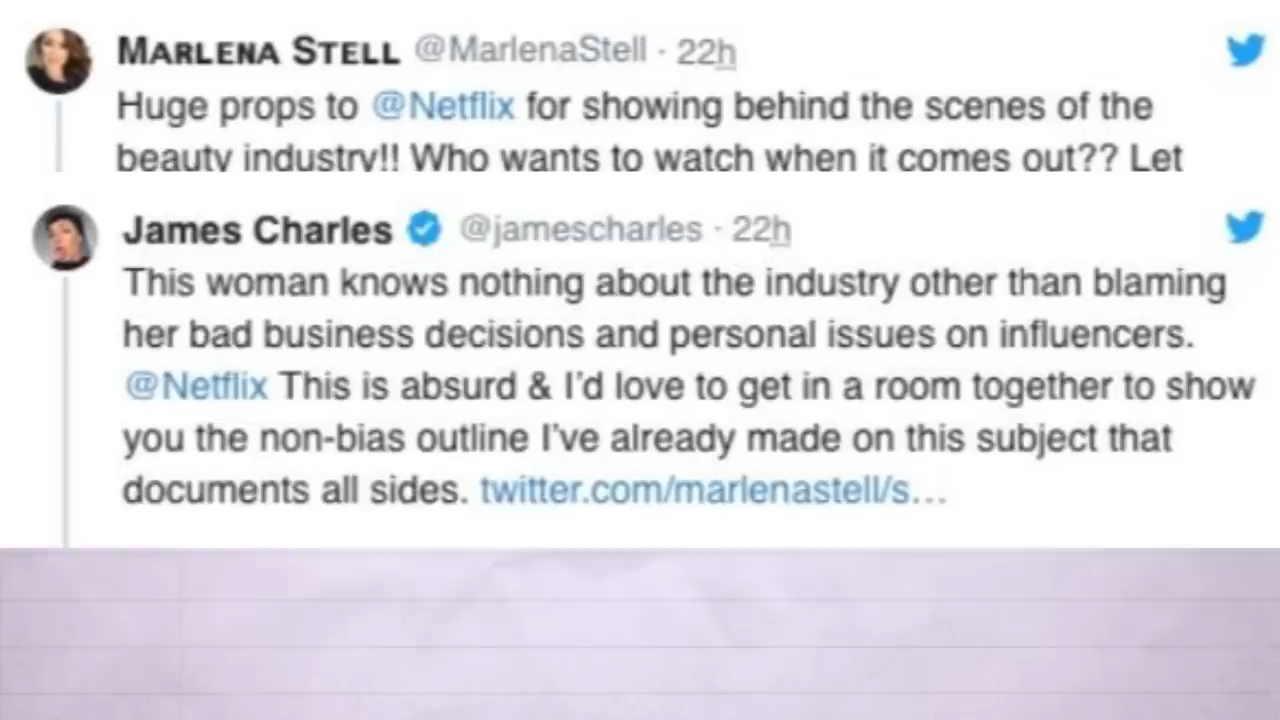 MARLENA STELL @MarlenaStell · 22h
Huge props to @Netflix for showing behind the scenes of the
beauty industry!! Who wants to watch when it comes out?? Let
James Charles @jamescharles · 22h
This woman knows nothing about the industry other than blaming
her bad business decisions and personal issues on influencers.
@Netflix This is absurd & I'd love to get in a room together to show
you the non-bias outline I've already made on this subject that
documents all sides. twitter.com/marlenastell/s…